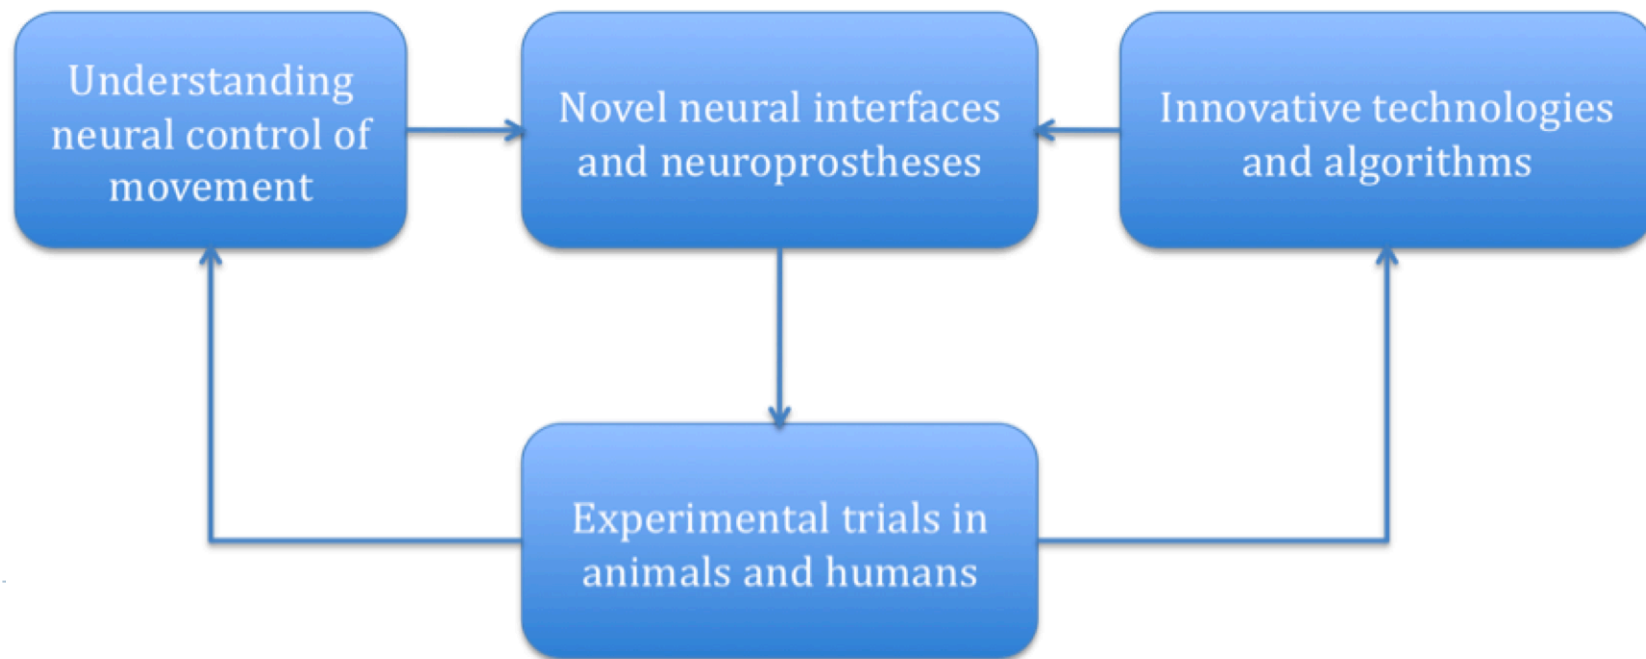 Understanding
neural control of
movement
Novel neural interfaces
and neuroprostheses
Innovative technologies
and algorithms
Experimental trials in
animals and humans